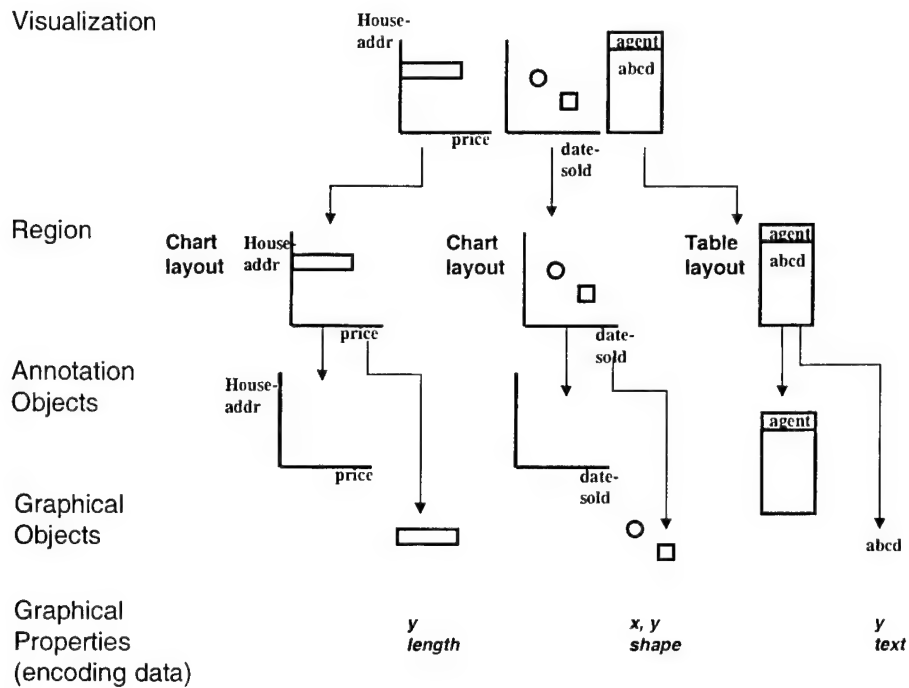 Visualization
House-
addr
price
date-
sold
agent
abcd
Region
Chart
layout
House-
addr
price
Chart
layout
date-
sold
Table
layout
agent
abcd
Annotation
Objects
House-
addr
price
date-
sold
agent
Graphical
Objects
abcd
Graphical
Properties
(encoding data)
y
length
x, y
shape
y
text